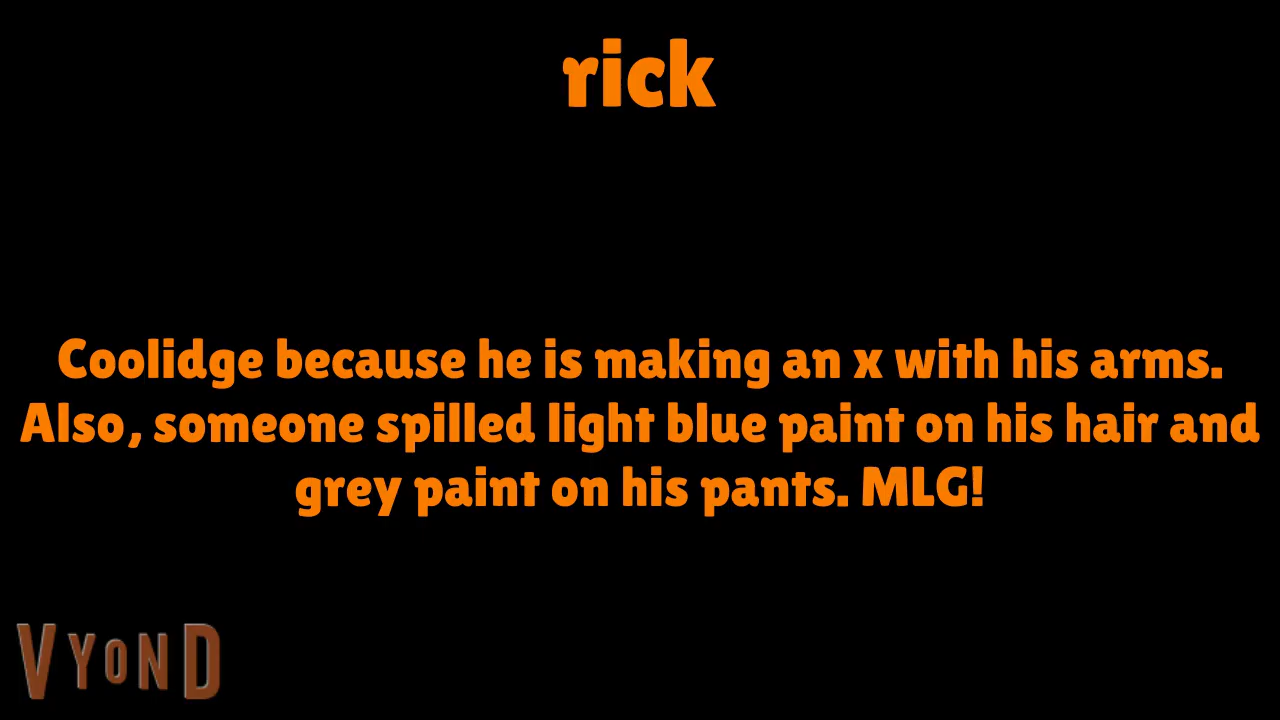 rick
Coolidge because he is making an x with his arms.
Also, someone spilled light blue paint on his hair and
grey paint on his pants. MLG!
VYOND